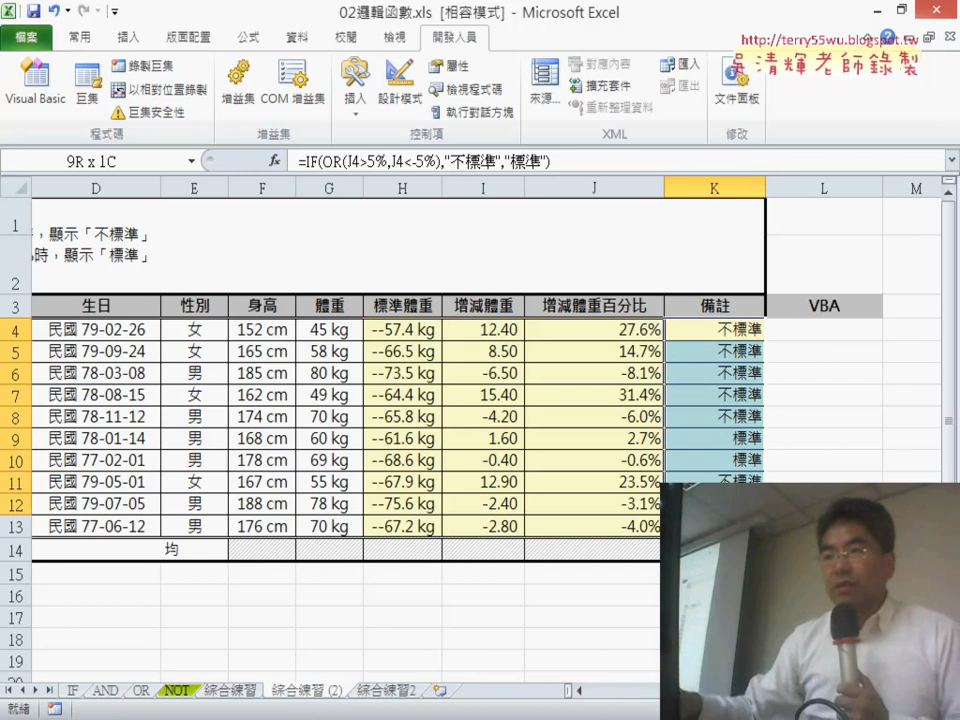 02邏輯函數.xls [相容模式] - Microsoft Excel
http://terry55wu.blogspot.tw
吳清輝老師錄製
檔案 常用 插入 版面配置 公式 資料 校閱 檢視 開發人員
Visual Basic 巨集 錄製巨集 以相對位置錄製 巨集安全性 增益集 COM 增益集 插入 設計模式 屬性 檢視程式碼 執行對話方塊 來源... 對應內容 擴充套件 重新整理資料 匯入 匯出 文件面板
程式碼 增益集 控制項 XML 修改
9R x 1C fx =IF(OR(J4>5%,J4<-5%),"不標準","標準")
D E F G H I J K L M
1 ，顯示「不標準」
時，顯示「標準」
2
3 生日 性別 身高 體重 標準體重 增減體重 增減體重百分比 備註 VBA
4 民國 79-02-26 女 152 cm 45 kg --57.4 kg 12.40 27.6% 不標準
5 民國 79-09-24 女 165 cm 58 kg --66.5 kg 8.50 14.7% 不標準
6 民國 78-03-08 男 185 cm 80 kg --73.5 kg -6.50 -8.1% 不標準
7 民國 78-08-15 女 162 cm 49 kg --64.4 kg 15.40 31.4% 不標準
8 民國 78-11-12 男 174 cm 70 kg --65.8 kg -4.20 -6.0% 不標準
9 民國 78-01-14 男 168 cm 60 kg --61.6 kg 1.60 2.7% 標準
10 民國 77-02-01 男 178 cm 69 kg --68.6 kg -0.40 -0.6% 標準
11 民國 79-05-01 女 167 cm 55 kg --67.9 kg 12.90 23.5% 不標準
12 民國 79-07-05 男 188 cm 78 kg --75.6 kg -2.40 -3.1%
13 民國 77-06-12 男 176 cm 70 kg --67.2 kg -2.80 -4.0%
14 均
15
16
17
18
19
IF AND OR NOT 綜合練習 綜合練習 (2) 綜合練習2
就緒